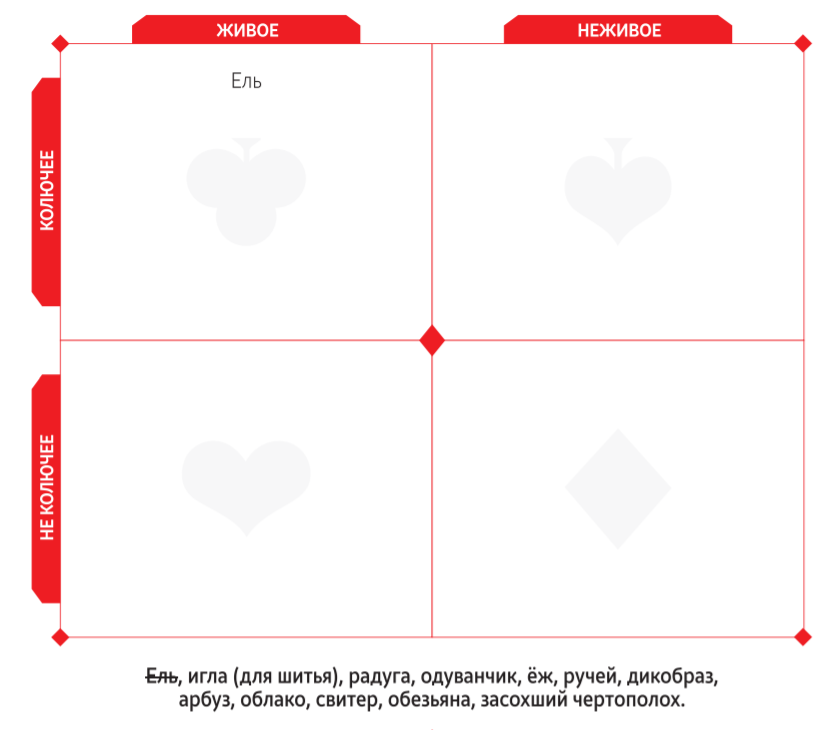 ЖИВОЕ
НЕЖИВОЕ
КОЛЮЧЕЕ
Ель
НЕ КОЛЮЧЕЕ
Ель, игла (для шитья), радуга, одуванчик, ёж, ручей, дикобраз,
арбуз, облако, свитер, обезьяна, засохший чертополох.